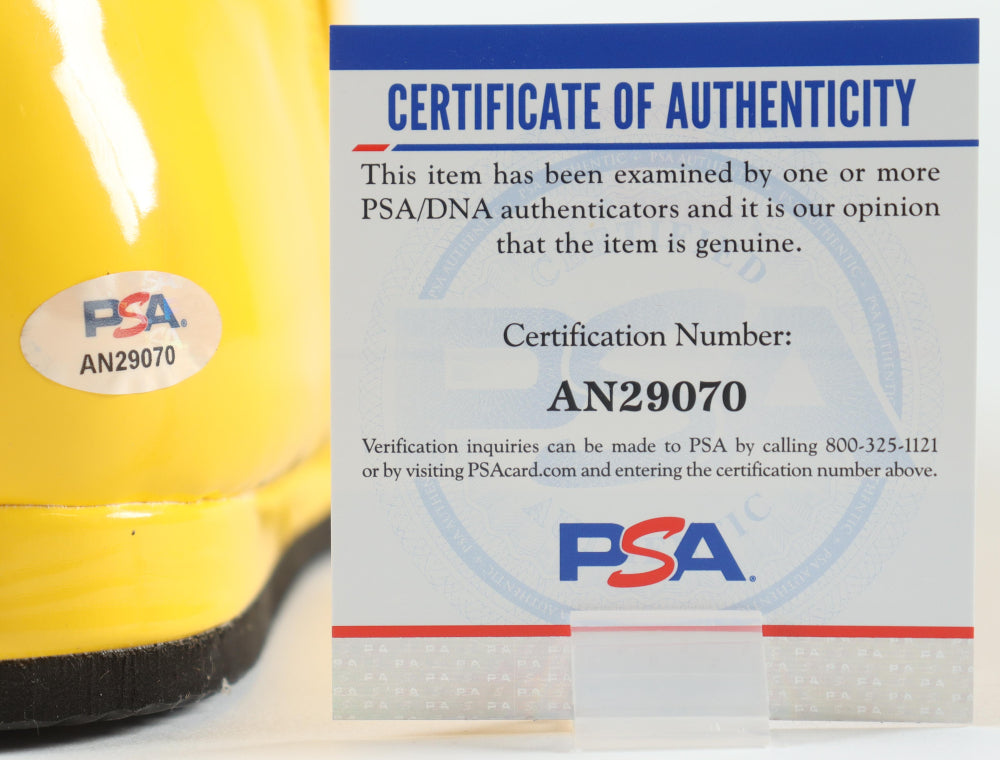 PSA.
AN29070
CERTIFICATE OF AUTHENTICITY
This item has been examined by one or more
PSA/DNA authenticators and it is our opinion
that the item is genuine.
Certification Number:
AN29070
Verification inquiries can be made to PSA by calling 800-325-1121
or by visiting PSAcard.com and entering the certification number above.
PSA.